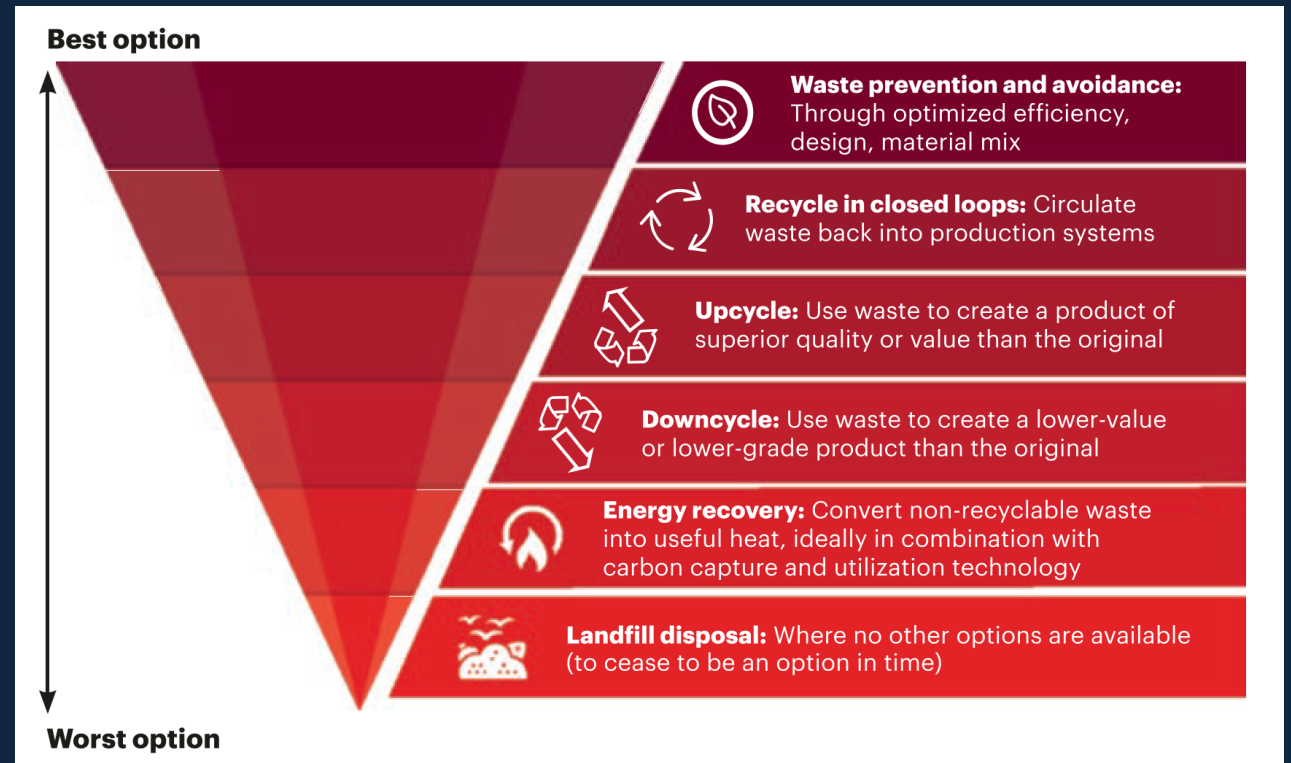 Best option
Waste prevention and avoidance:
Through optimized efficiency,
design, material mix
Recycle in closed loops: Circulate
waste back into production systems
Upcycle: Use waste to create a product of
superior quality or value than the original
Downcycle: Use waste to create a lower-value
or lower-grade product than the original
Energy recovery: Convert non-recyclable waste
into useful heat, ideally in combination with
carbon capture and utilization technology
Landfill disposal: Where no other options are available
(to cease to be an option in time)
Worst option